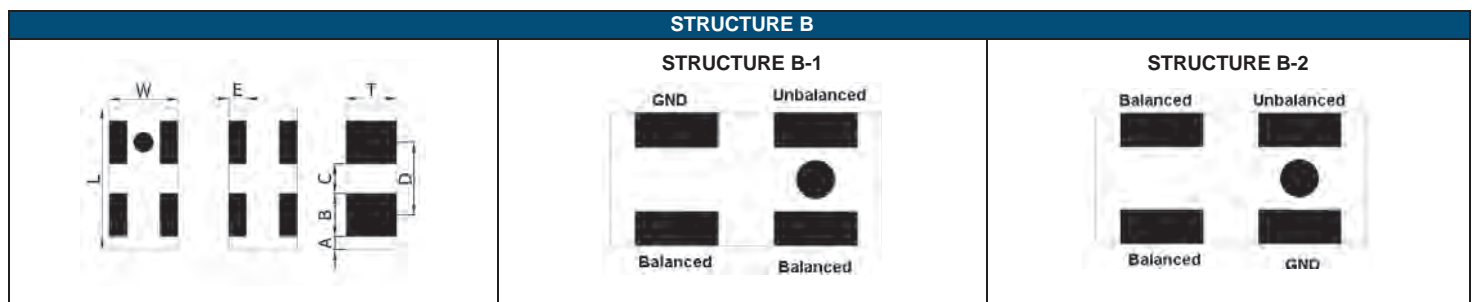 STRUCTURE B
W
E
T
L
C
D
B
A
STRUCTURE B-1
GND Unbalanced
Balanced Balanced
STRUCTURE B-2
Balanced Unbalanced
Balanced GND